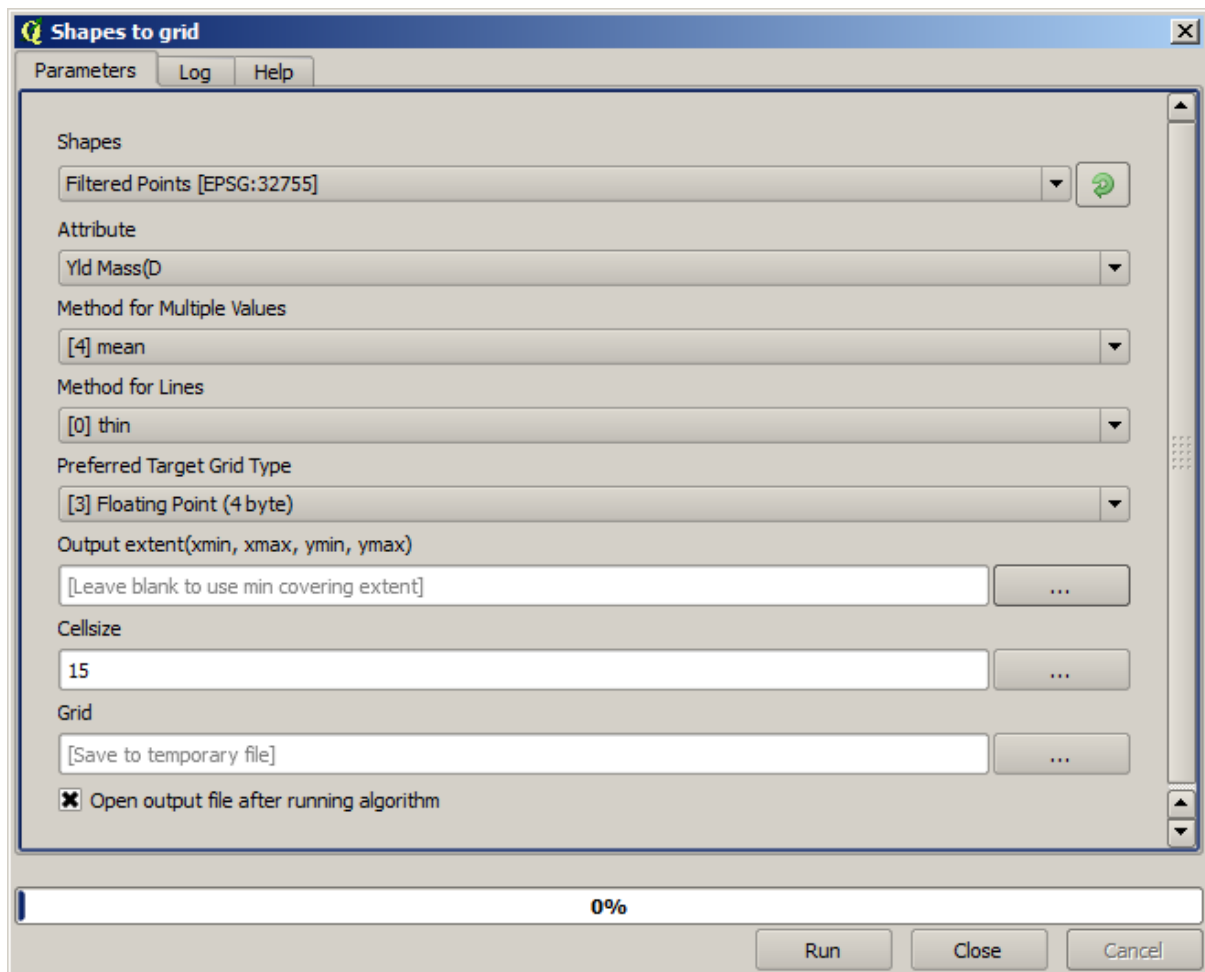 Shapes to grid
Parameters Log Help
Shapes
Filtered Points [EPSG:32755]
Attribute
Yld Mass(D
Method for Multiple Values
[4] mean
Method for Lines
[0] thin
Preferred Target Grid Type
[3] Floating Point (4 byte)
Output extent(xmin, xmax, ymin, ymax)
[Leave blank to use min covering extent] ...
Cellsize
15 ...
Grid
[Save to temporary file] ...
Open output file after running algorithm
0%
Run Close Cancel